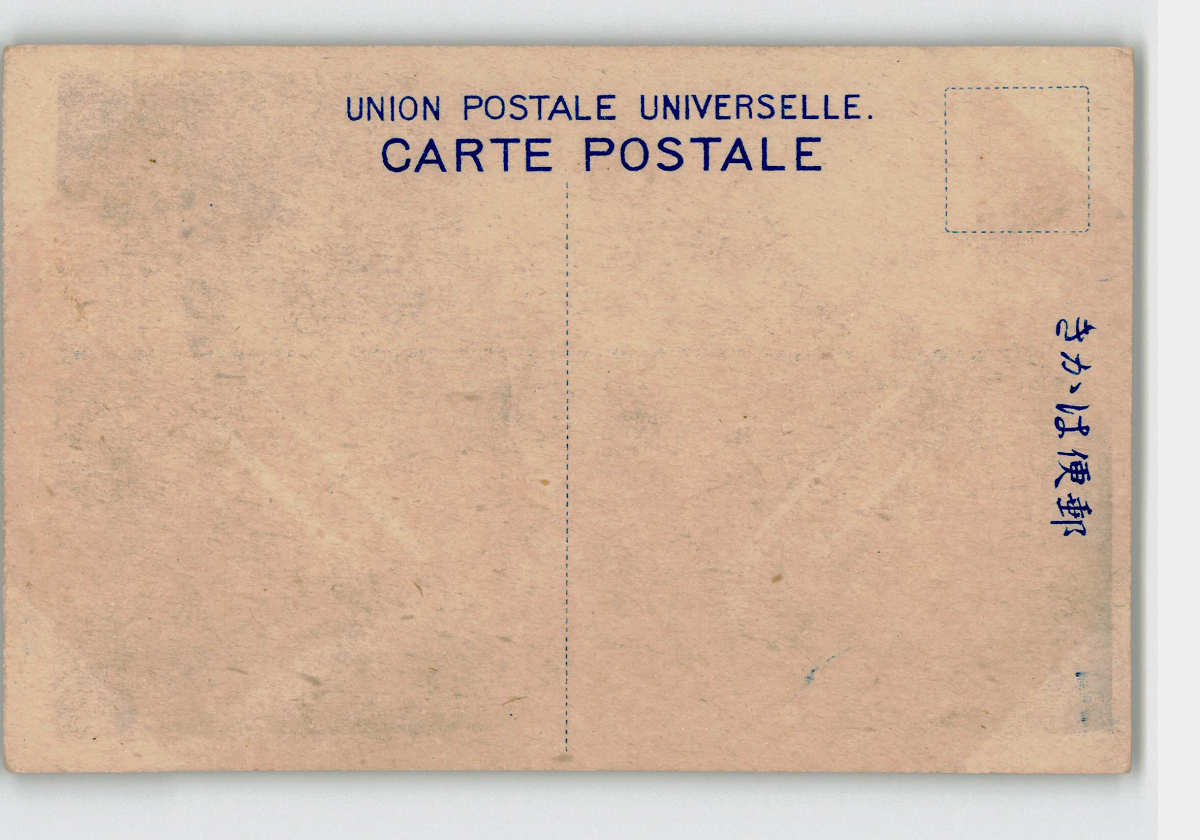 UNION POSTALE UNIVERSELLE.
CARTE POSTALE
きかは便郵